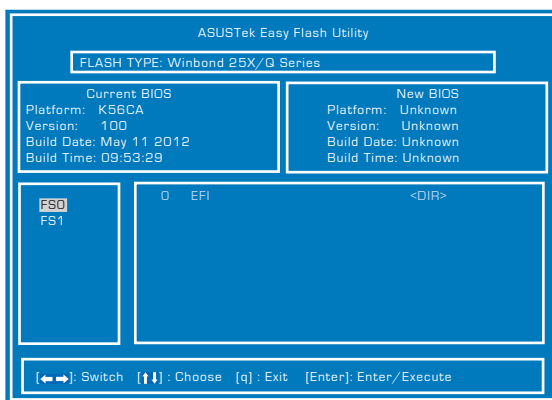 ASUSTek Easy Flash Utility
FLASH TYPE: Winbond 25X/Q Series
Current BIOS
Platform: K56CA
Version: 100
Build Date: May 11 2012
Build Time: 09:53:29
New BIOS
Platform: Unknown
Version: Unknown
Build Date: Unknown
Build Time: Unknown
FS0
FS1
0 EFI <DIR>
[←→]: Switch [↑↓] : Choose [q] : Exit [Enter]: Enter/Execute